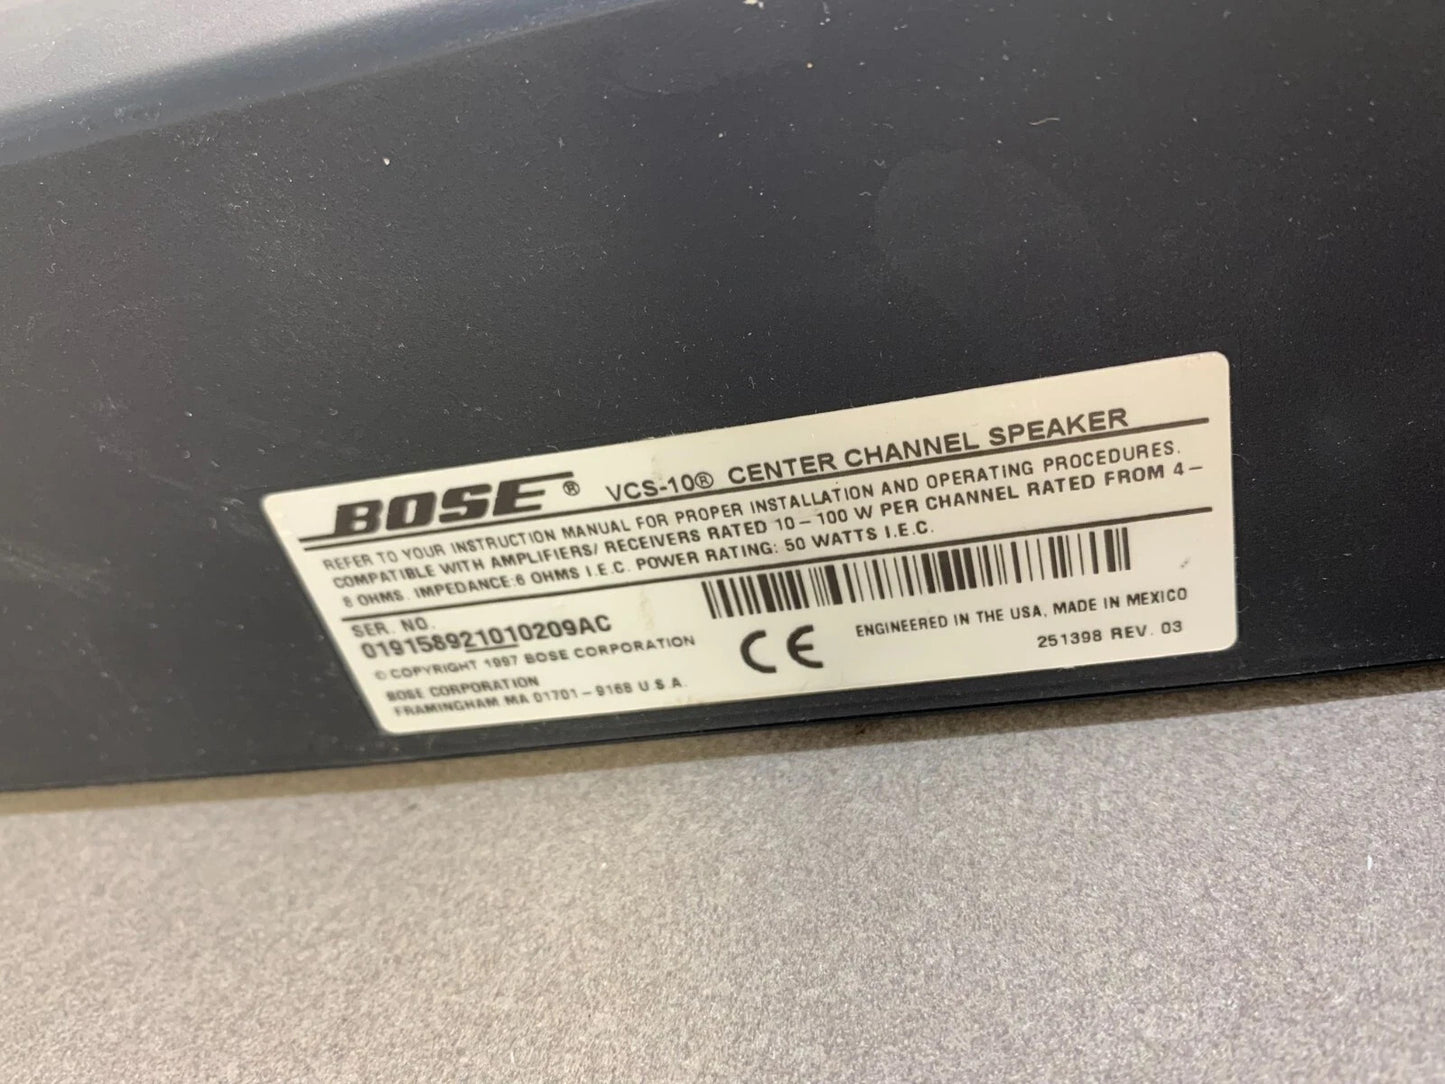 BOSE® VCS-10® CENTER CHANNEL SPEAKER
REFER TO YOUR INSTRUCTION MANUAL FOR PROPER INSTALLATION AND OPERATING PROCEDURES.
COMPATIBLE WITH AMPLIFIERS/ RECEIVERS RATED 10-100 W PER CHANNEL RATED FROM 4-
8 OHMS. IMPEDANCE:6 OHMS I.E.C. POWER RATING: 50 WATTS I.E.C.
SER. NO.
019158921010209AC
© COPYRIGHT 1997 BOSE CORPORATION
BOSE CORPORATION
FRAMINGHAM MA 01701-9168 U.S.A.
CE
ENGINEERED IN THE USA, MADE IN MEXICO
251398 REV. 03